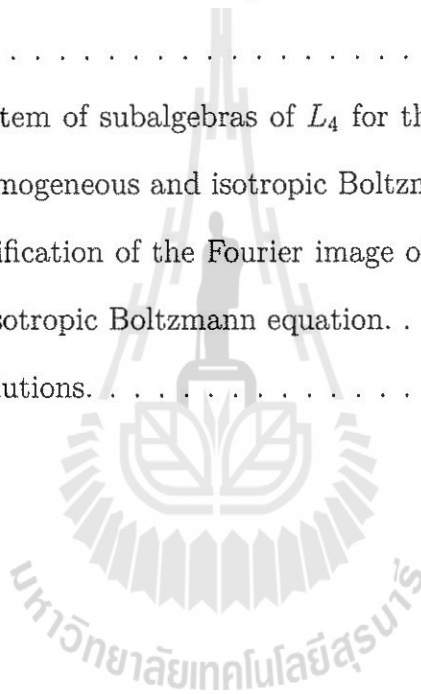 . . . . . . . . . . . . . . . . . .
tem of subalgebras of L₄ for th
mogeneous and isotropic Boltzm
ification of the Fourier image o
sotropic Boltzmann equation. .
lutions. . . . . . . . . . . . . . .
มหาวิทยาลัยเทคโนโลยีสุรนารี